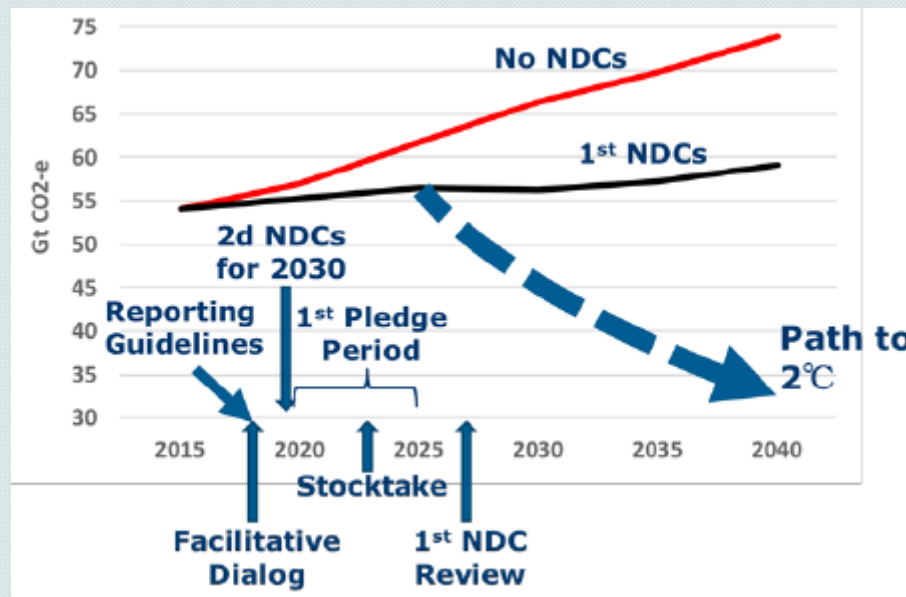 75
70
65
60
55
50
45
40
35
30
Gt CO2-e
No NDCs
1st NDCs
2d NDCs
for 2030
Reporting
Guidelines
1st Pledge
Period
Path to
2℃
2015 2020 2025 2030 2035 2040
Stocktake
Facilitative
Dialog
1st NDC
Review